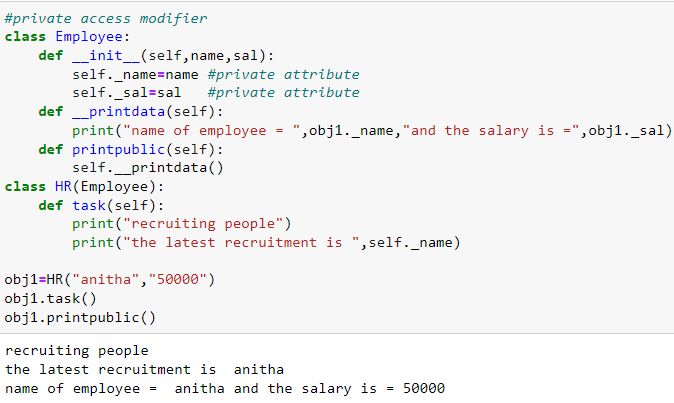 #private access modifier
class Employee:
    def __init__(self,name,sal):
        self._name=name #private attribute
        self._sal=sal   #private attribute
    def __printdata(self):
        print("name of employee = ",obj1._name,"and the salary is =",obj1._sal)
    def printpublic(self):
        self.__printdata()
class HR(Employee):
    def task(self):
        print("recruiting people")
        print("the latest recruitment is ",self._name)

obj1=HR("anitha","50000")
obj1.task()
obj1.printpublic()

recruiting people
the latest recruitment is  anitha
name of employee =  anitha and the salary is = 50000